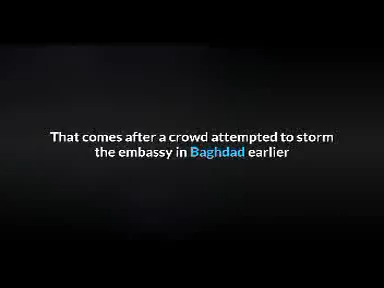 That comes after a crowd attempted to storm
the embassy in Baghdad earlier